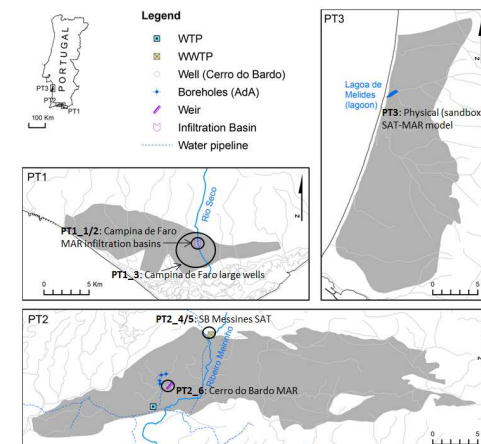 Legend
WTP
WWTP
Well (Cerro do Bardo)
Boreholes (AdA)
Weir
Infiltration Basin
Water pipeline
PORTUGAL
PT3
PT2
PT1
100 Km
PT3
Lagoa de
Melides
(lagoon)
PT3: Physical (sandbox
SAT-MAR model
N
0 5
PT1
Rio Seco
N
PT1_1/2: Campina de Faro
MAR infiltration basins
PT1_3: Campina de Faro large wells
0 5 Km
PT2
PT2_4/5: SB Messines SAT
Ribeiro Meirinho
PT2_6: Cerro do Bardo MAR
0 5